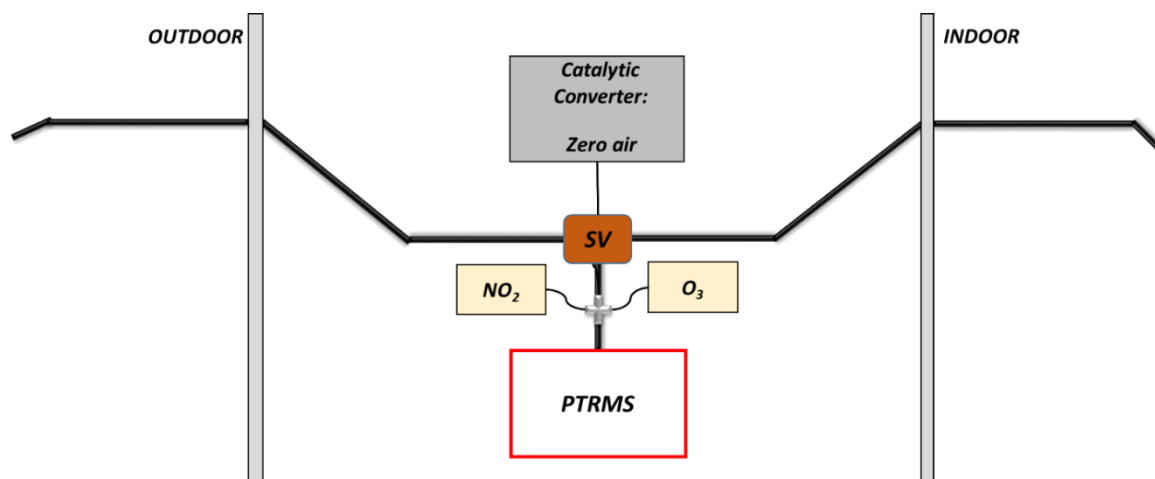 OUTDOOR
INDOOR
Catalytic
Converter:
Zero air
SV
NO₂
O₃
PTRMS